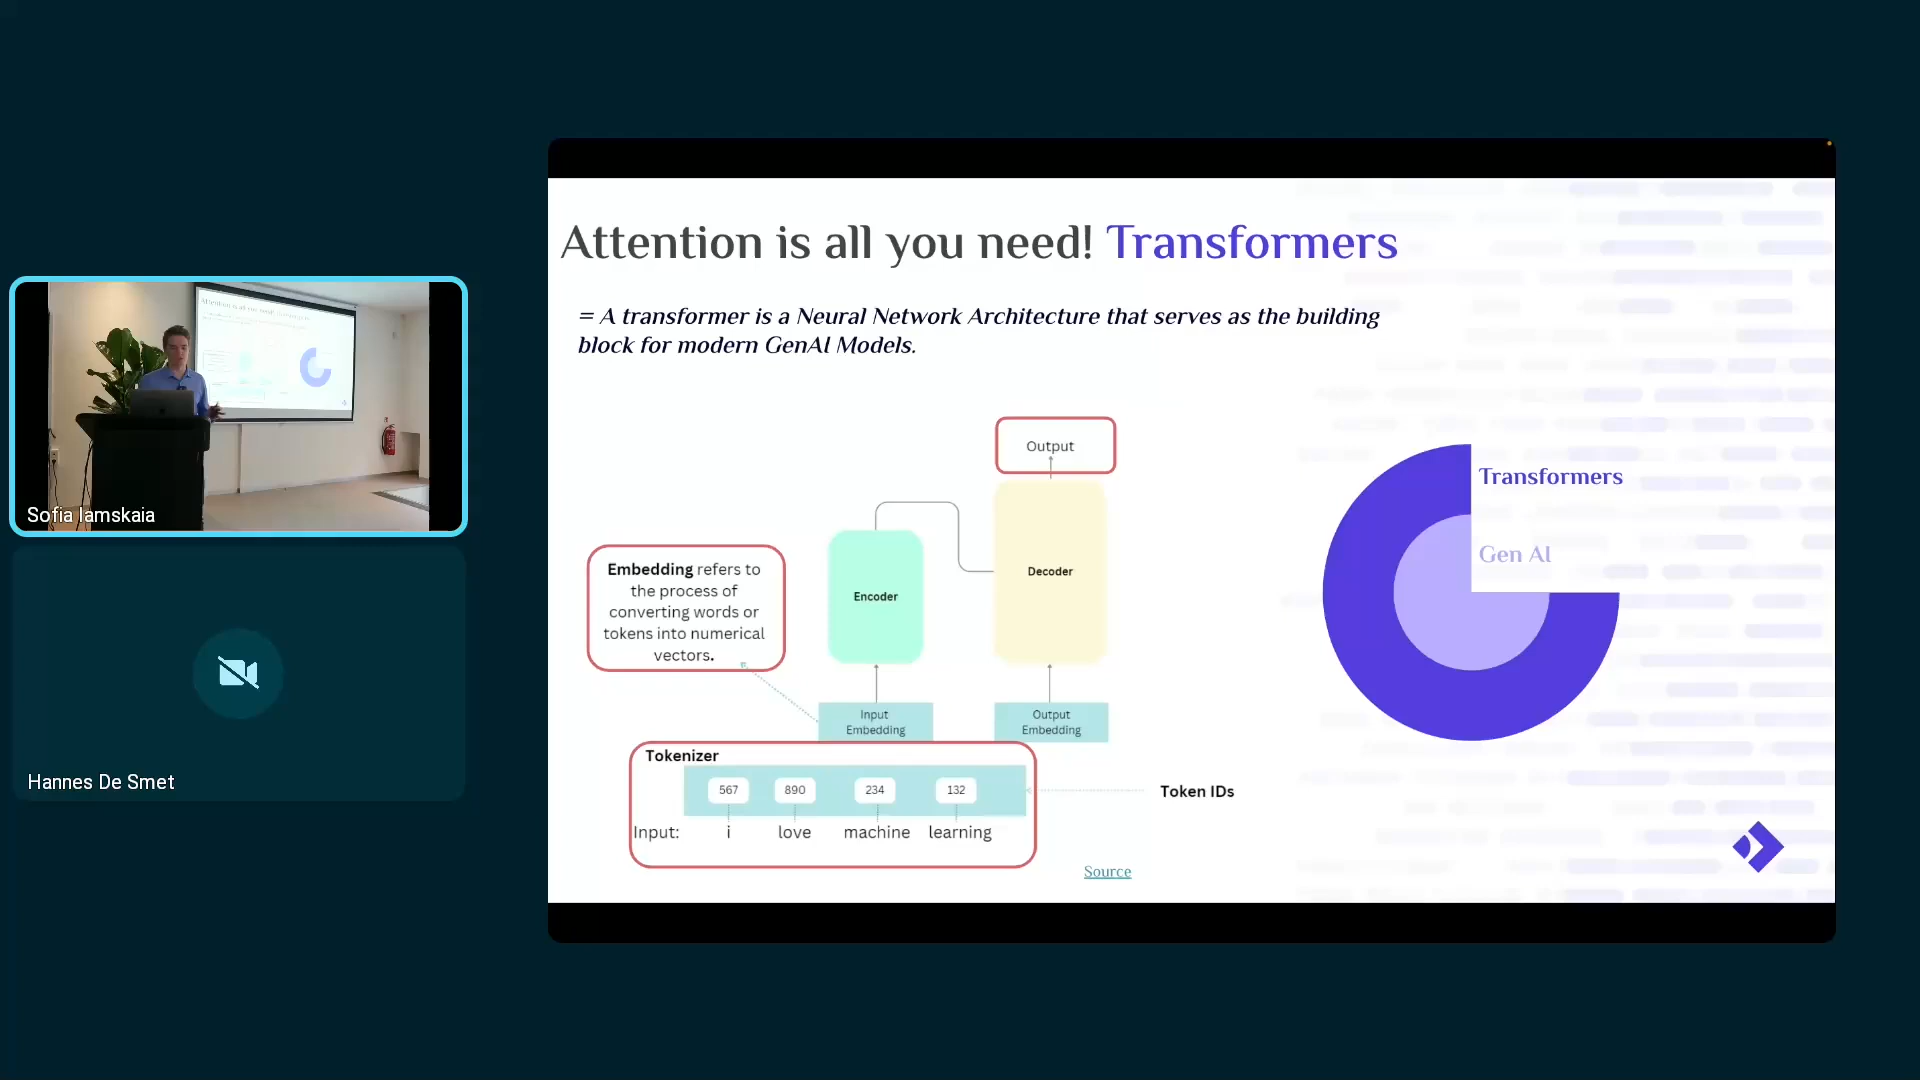 Attention is all you need! Transformers
= A transformer is a Neural Network Architecture that serves as the building
block for modern GenAI Models.
Output
Decoder
Encoder
Embedding refers to
the process of
converting words or
tokens into numerical
vectors.
Input
Embedding
Output
Embedding
Tokenizer
567 890 234 132
Input: i love machine learning
Token IDs
Source
Transformers
Gen AI
Sofia Iamskaia
Hannes De Smet